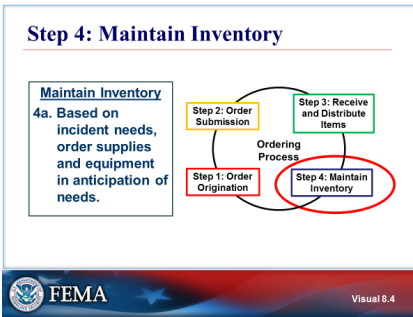 Step 4: Maintain Inventory
Maintain Inventory
4a. Based on
incident needs,
order supplies
and equipment
in anticipation of
needs.
Step 2: Order
Submission
Step 3: Receive
and Distribute
Items
Ordering
Process
Step 1: Order
Origination
Step 4: Maintain
Inventory
FEMA
Visual 8.4